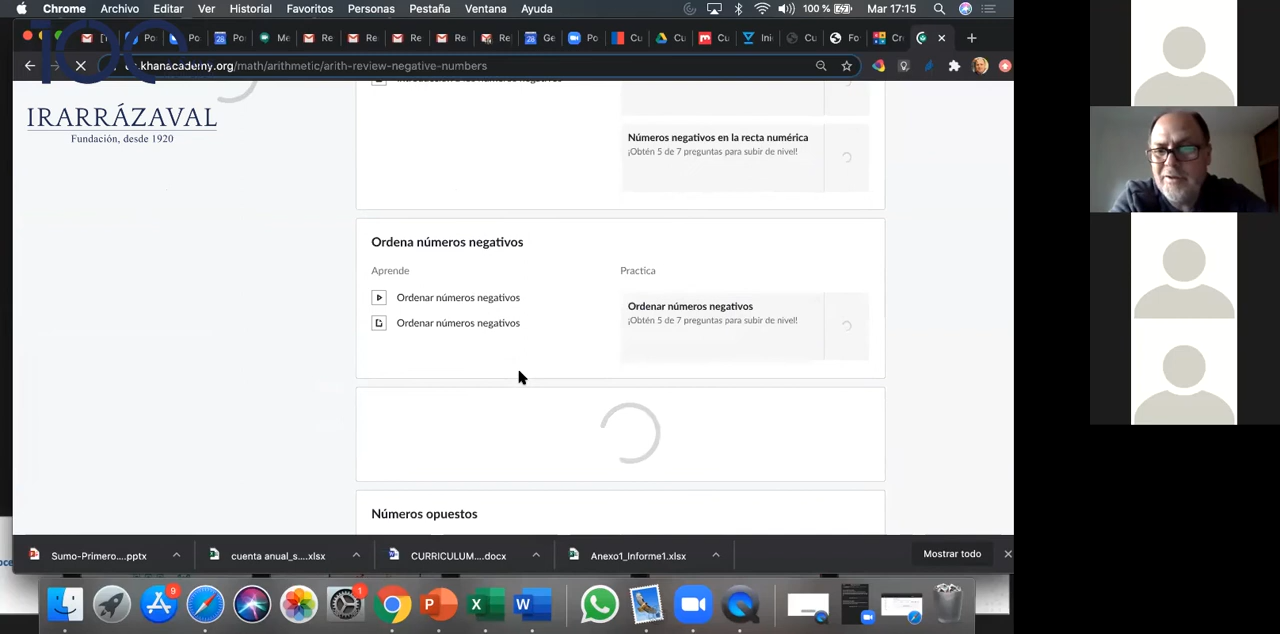 Chrome Archivo Editar Ver Historial Favoritos Personas Pestaña Ventana Ayuda 100 % Mar 17:15
khanacademy.org/math/arithmetic/arith-review-negative-numbers
IRARRÁZAVAL
Fundación, desde 1920
Números negativos en la recta numérica
¡Obtén 5 de 7 preguntas para subir de nivel!
Ordena números negativos
Aprende
Practica
Ordenar números negativos
Ordenar números negativos
Ordenar números negativos
¡Obtén 5 de 7 preguntas para subir de nivel!
Números opuestos
Sumo-Primero....pptx
cuenta anual_s....xlsx
CURRICULUM....docx
Anexo1_Informe1.xlsx
Mostrar todo
9
1